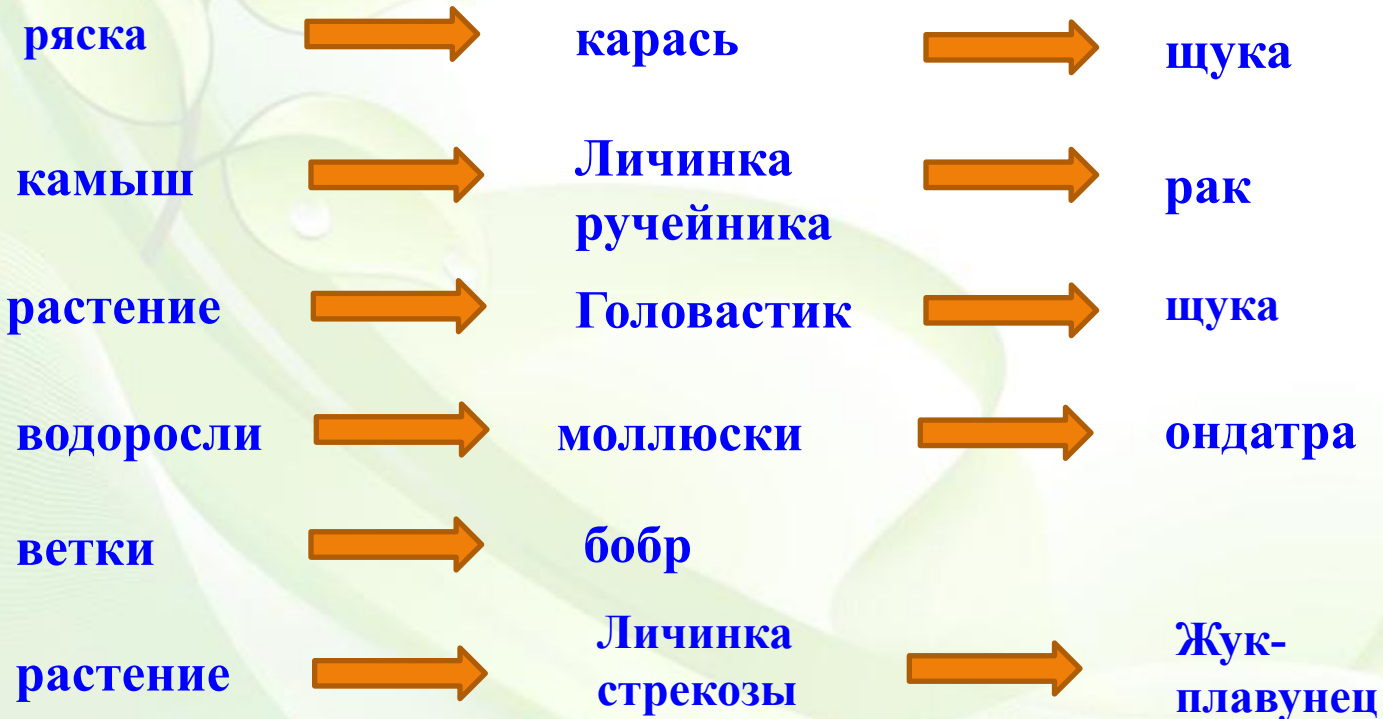 ряска карась щука
камыш Личинка
ручейника рак
растение Головастик щука
водоросли моллюски ондатра
ветки бобр
растение Личинка
стрекозы Жук-
плавунец